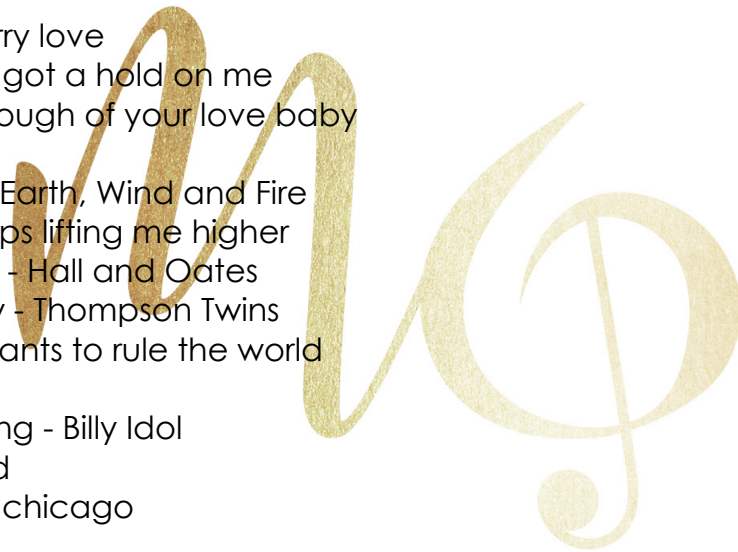 rry love
got a hold on me
ough of your love baby
Earth, Wind and Fire
ps lifting me higher
- Hall and Oates
- Thompson Twins
ants to rule the world
ng - Billy Idol
d
chicago